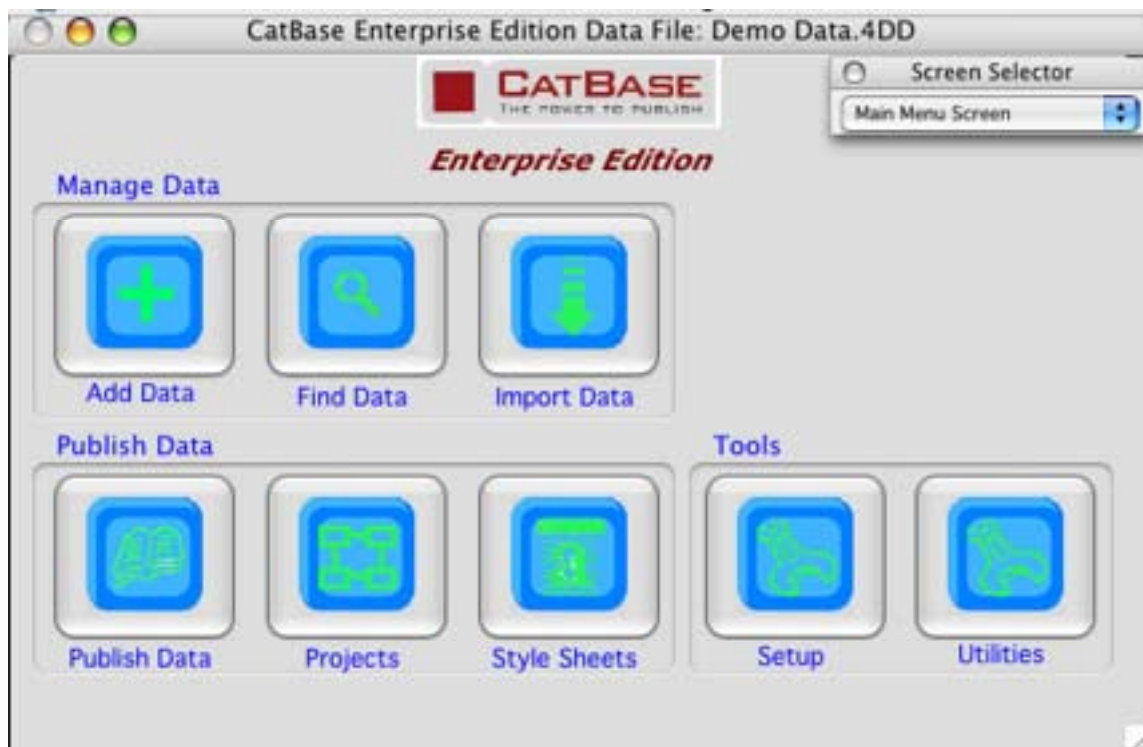 CatBase Enterprise Edition Data File: Demo Data.4DD
CATBASE
THE POWER TO PUBLISH
Screen Selector
Main Menu Screen
Enterprise Edition
Manage Data
Add Data
Find Data
Import Data
Publish Data
Tools
a
Publish Data
Projects
Style Sheets
Setup
Utilities